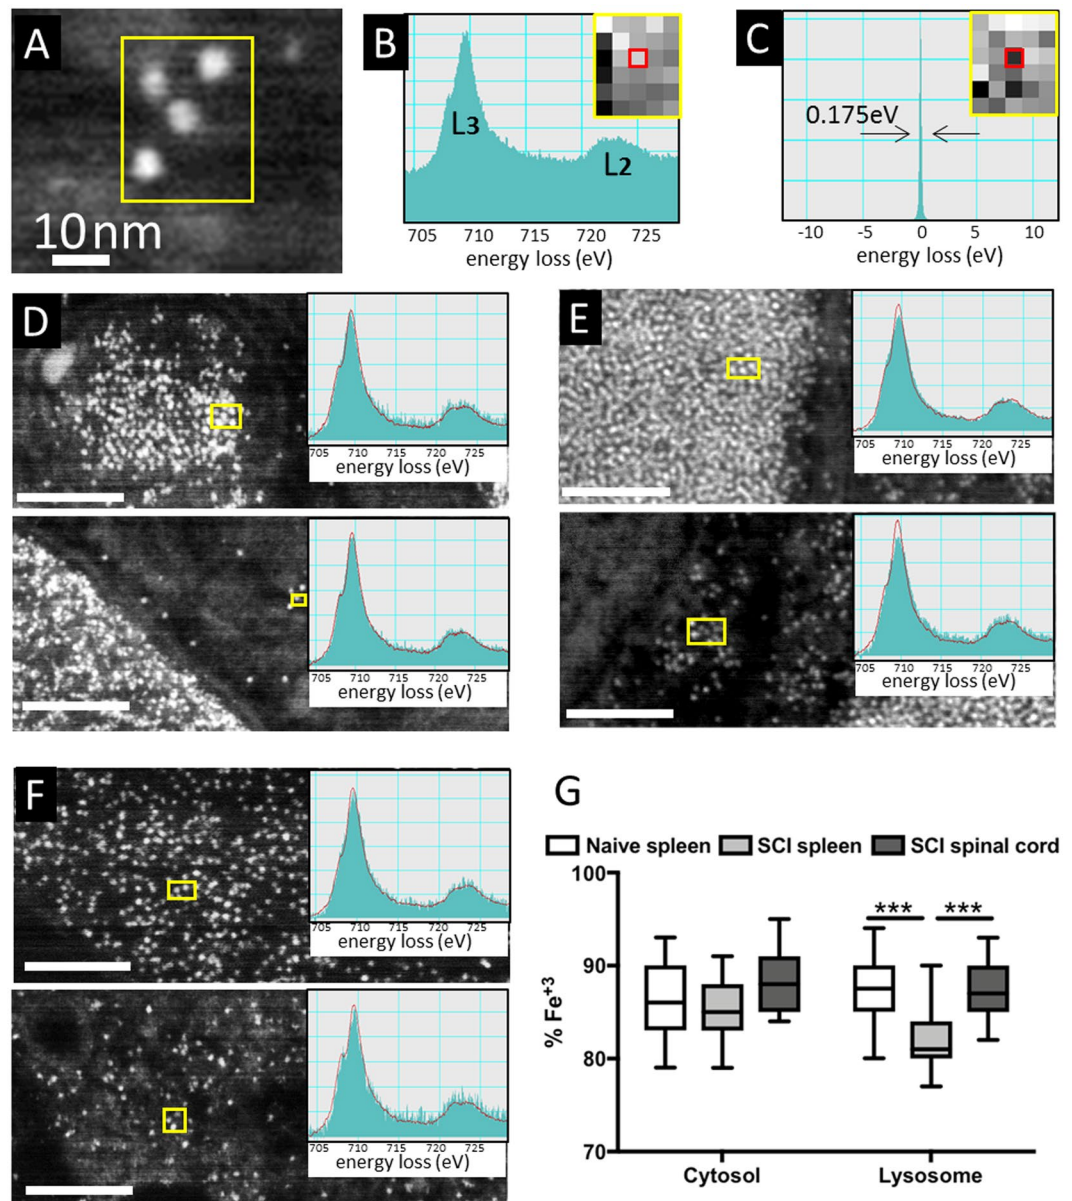 A
10 nm
B
L3
L2
705 710 715 720 725
energy loss (eV)
C
0.175eV
-10 -5 0 5 10
energy loss (eV)
D
705 710 715 720 725
energy loss (eV)
705 710 715 720 725
energy loss (eV)
E
705 710 715 720 725
energy loss (eV)
705 710 715 720 725
energy loss (eV)
F
705 710 715 720 725
energy loss (eV)
705 710 715 720 725
energy loss (eV)
G
Naive spleen SCI spleen SCI spinal cord
100
90
80
70
% Fe+3
*** ***
Cytosol Lysosome